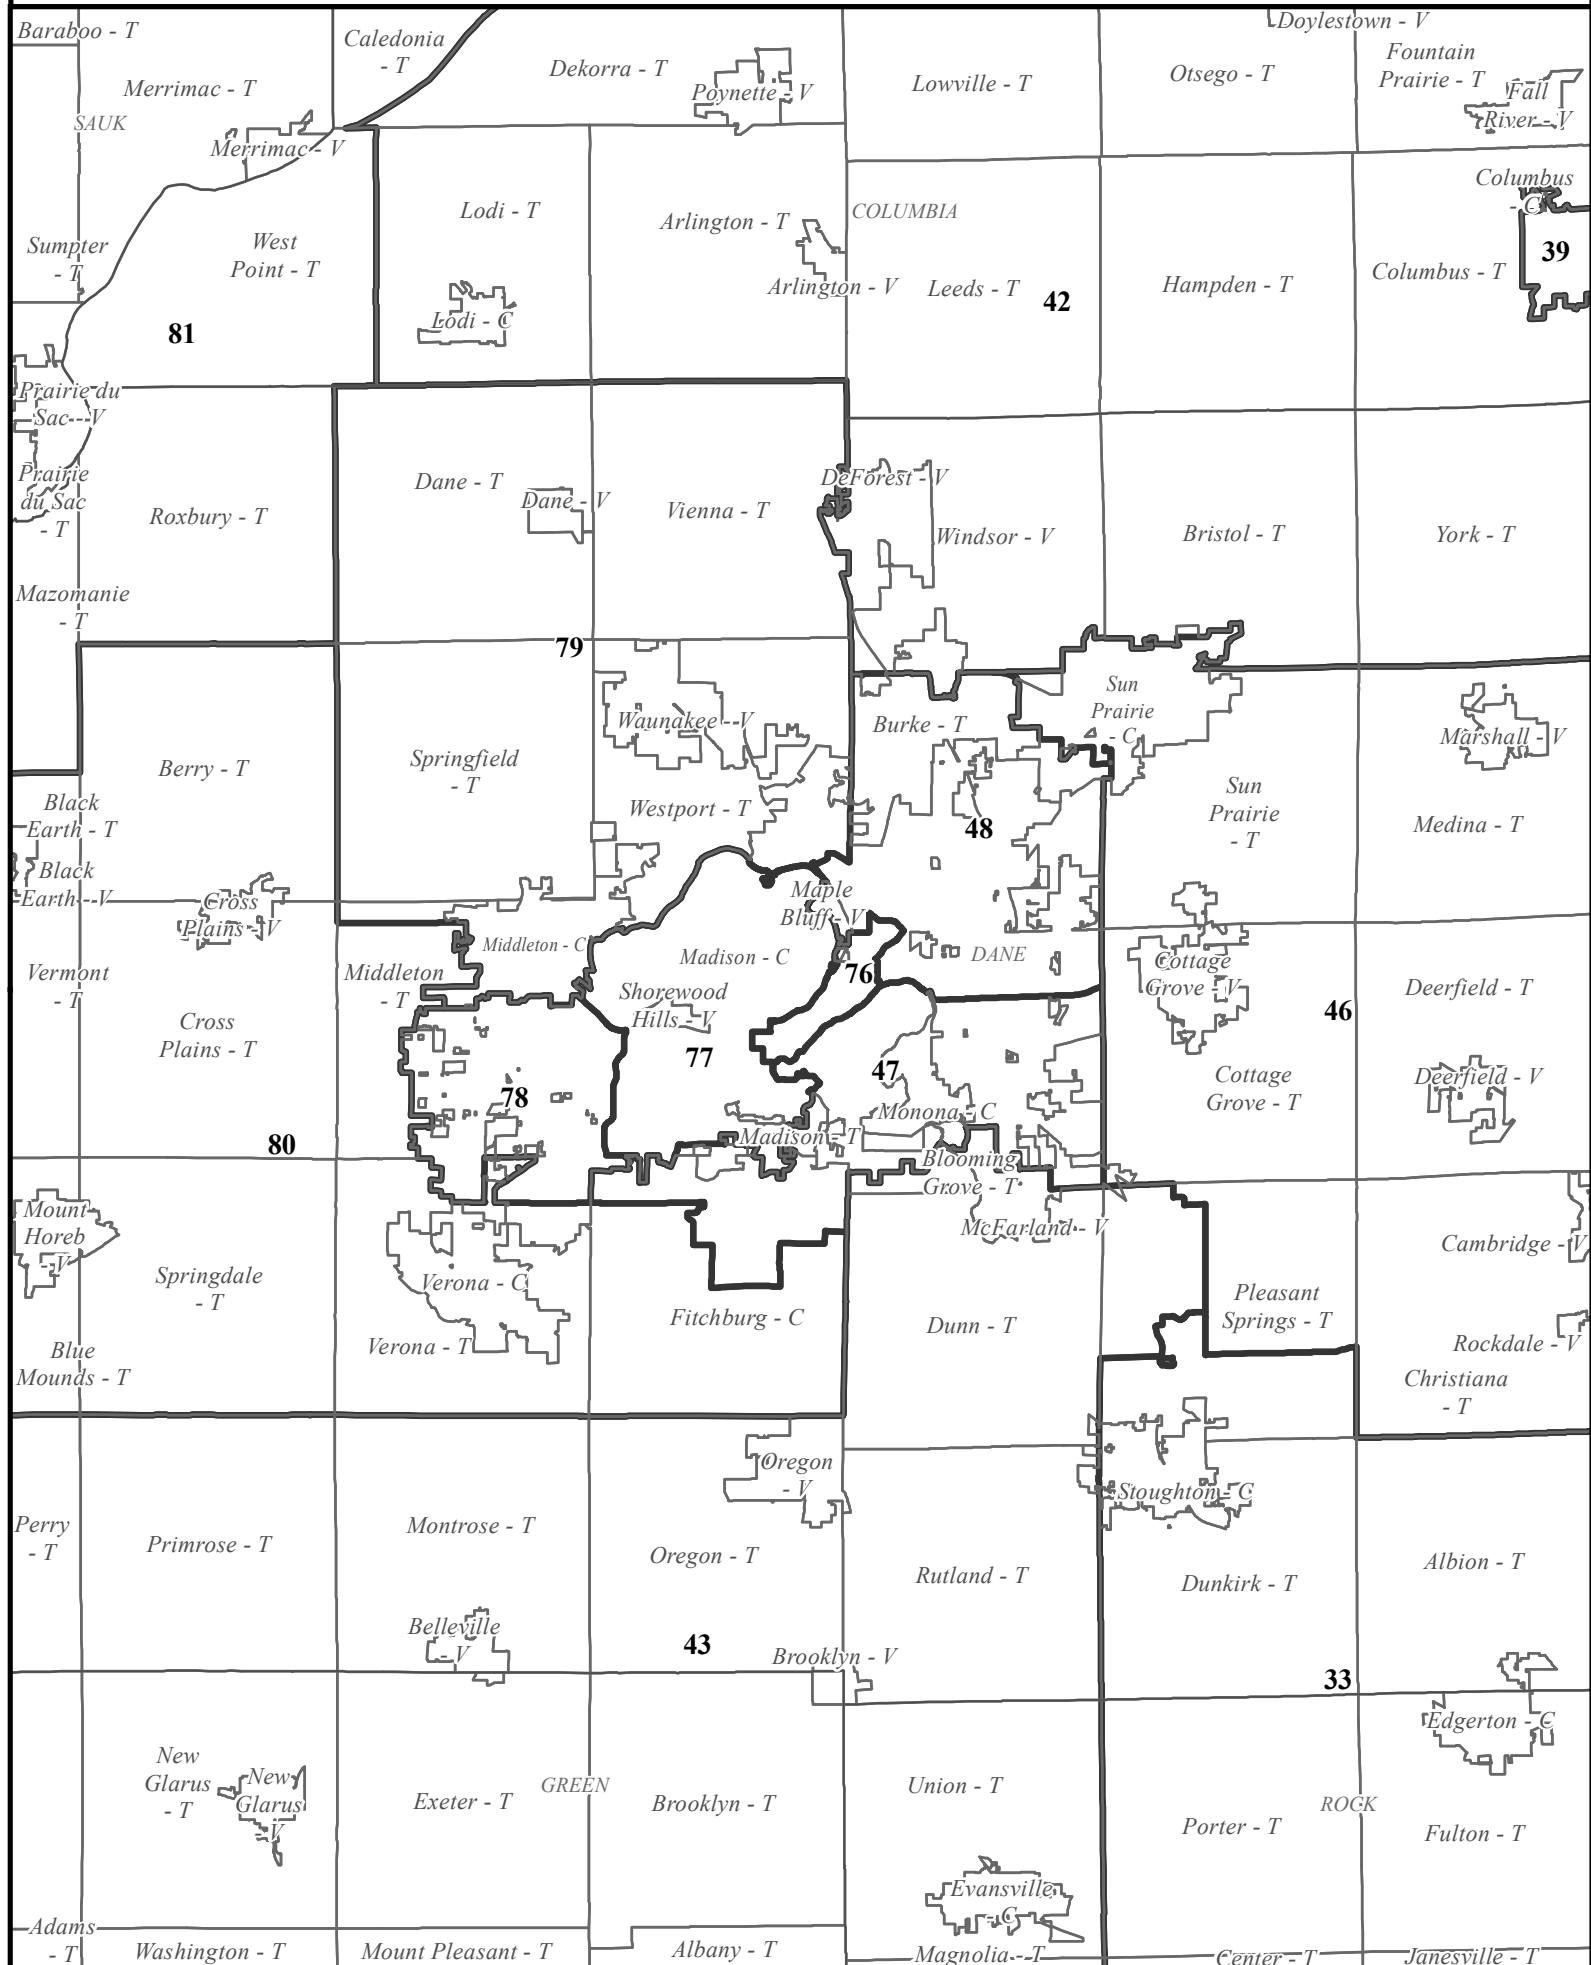 Baraboo - T
Caledonia
- T
Doylestown - V
Merrimac - T
Dekorra - T
Poynette - V
Lowville - T
Otsego - T
Fountain
Prairie - T
Fall
River - V
SAUK
Merrimac - V
Columbus
- C
Lodi - T
Arlington - T
COLUMBIA
Sumpter
- T
West
Point - T
39
Arlington - V
Leeds - T
42
Hampden - T
Columbus - T
81
Lodi - C
Prairie du
Sac - V
Prairie
du Sac
- T
Roxbury - T
Dane - T
Dane - V
Vienna - T
DeForest - V
Windsor - V
Bristol - T
York - T
Mazomanie
- T
79
Sun
Prairie
- C
Waunakee - V
Burke - T
Marshall - V
Berry - T
Springfield
- T
Westport - T
Black
Earth - T
48
Sun
Prairie
- T
Medina - T
Black
Earth - V
Cross
Plains - V
Maple
Bluff - V
Middleton - C
Madison - C
DANE
Vermont
- T
Middleton
- T
76
Cottage
Grove - V
Deerfield - T
Shorewood
Hills - V
46
Cross
Plains - T
77
47
78
Cottage
Grove - T
Deerfield - V
Monona - C
80
Madison - T
Blooming
Grove - T
Mount
Horeb
- V
McFarland - V
Cambridge - V
Springdale
- T
Verona - C
Pleasant
Springs - T
Fitchburg - C
Dunn - T
Verona - T
Rockdale - V
Blue
Mounds - T
Christiana
- T
Oregon
- V
Stoughton - C
Perry
- T
Primrose - T
Montrose - T
Oregon - T
Rutland - T
Dunkirk - T
Albion - T
Belleville
- V
43
Brooklyn - V
33
Edgerton - C
New
Glarus
- T
New
Glarus
- V
Exeter - T
GREEN
Brooklyn - T
Union - T
ROCK
Porter - T
Fulton - T
Evansville
- C
Adams
- T
Washington - T
Mount Pleasant - T
Albany - T
Magnolia - T
Center - T
Janesville - T